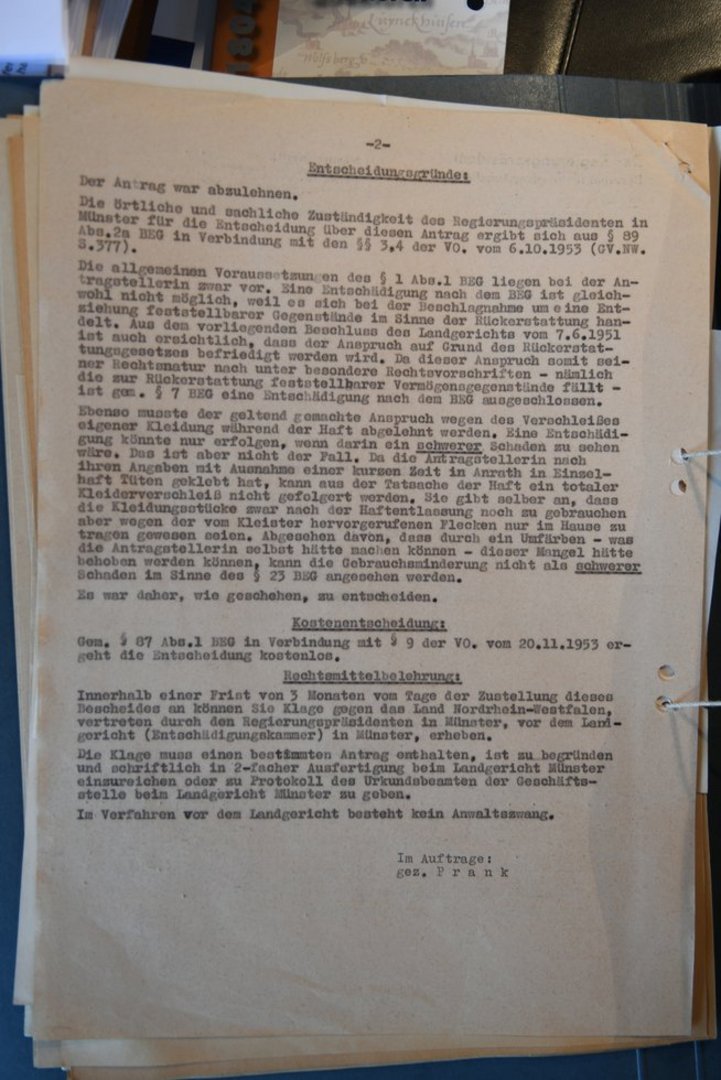 1804
Luynckhuisen
Wolfsberg
-2-
Entscheidungsgründe:
Der Antrag war abzulehnen.
Die örtliche und sachliche Zuständigkeit des Regierungspräsidenten in
Münster für die Entscheidung über diesen Antrag ergibt sich aus § 89
Abs.2a BEG in Verbindung mit den §§ 3,4 der VO. vom 6.10.1953 (GV.NW.
S.377).
Die allgemeinen Voraussetzungen des § 1 Abs.1 BEG liegen bei der An-
tragstellerin zwar vor. Eine Entschädigung nach dem BEG ist gleich-
wohl nicht möglich, weil es sich bei der Beschlagnahme um eine Ent-
ziehung feststellbarer Gegenstände im Sinne der Rückerstattung han-
delt. Aus dem vorliegenden Beschluss des Landgerichts vom 7.6.1951
ist auch ersichtlich, dass der Anspruch auf Grund des Rückerstat-
tungsgesetzes befriedigt werden wird. Da dieser Anspruch somit sei-
ner Rechtsnatur nach unter besondere Rechtsvorschriften - nämlich
die zur Rückerstattung feststellbarer Vermögensgegenstände fällt -
ist gem. § 7 BEG eine Entschädigung nach dem BEG ausgeschlossen.
Ebenso musste der geltend gemachte Anspruch wegen des Verschleißes
eigener Kleidung während der Haft abgelehnt werden. Eine Entschädi-
gung könnte nur erfolgen, wenn darin ein schwerer Schaden zu sehen
wäre. Das ist aber nicht der Fall. Da die Antragstellerin nach
ihren Angaben mit Ausnahme einer kurzen Zeit in Anrath in Einzel-
haft Tüten geklebt hat, kann aus der Tatsache der Haft ein totaler
Kleiderverschleiß nicht gefolgert werden. Sie gibt selber an, dass
die Kleidungsstücke zwar nach der Haftentlassung noch zu gebrauchen
aber wegen der vom Kleister hervorgerufenen Flecken nur im Hause zu
tragen gewesen seien. Abgesehen davon, dass durch ein Umfärben - was
die Antragstellerin selbst hätte machen können - dieser Mangel hätte
behoben werden können, kann die Gebrauchsminderung nicht als schwerer
Schaden im Sinne des § 23 BEG angesehen werden.
Es war daher, wie geschehen, zu entscheiden.
Kostenentscheidung:
Gem. § 87 Abs.1 BEG in Verbindung mit § 9 der VO. vom 20.11.1953 er-
geht die Entscheidung kostenlos.
Rechtsmittelbelehrung:
Innerhalb einer Frist von 3 Monaten vom Tage der Zustellung dieses
Bescheides an können Sie Klage gegen das Land Nordrhein-Westfalen,
vertreten durch den Regierungspräsidenten in Münster, vor dem Land-
gericht (Entschädigungskammer) in Münster, erheben.
Die Klage muss einen bestimmten Antrag enthalten, ist zu begründen
und schriftlich in 2-facher Ausfertigung beim Landgericht Münster
einzureichen oder zu Protokoll des Urkundsbeamten der Geschäfts-
stelle beim Landgericht Münster zu geben.
Im Verfahren vor dem Landgericht besteht kein Anwaltszwang.
Im Auftrage:
gez. P r a n k